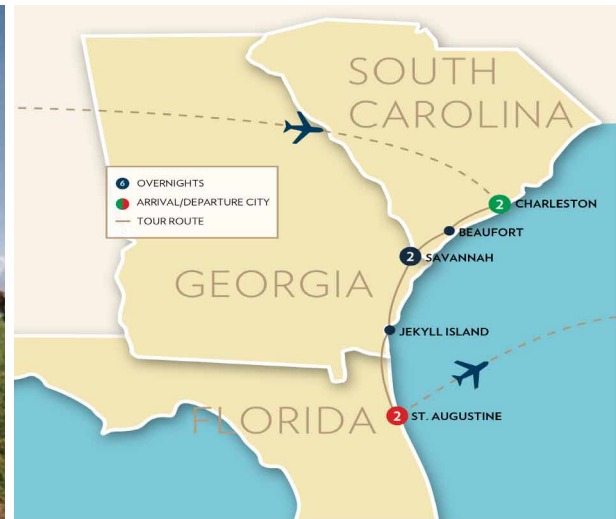 SOUTH
CAROLINA
6 OVERNIGHTS
ARRIVAL/DEPARTURE CITY
TOUR ROUTE
2 CHARLESTON
BEAUFORT
2 SAVANNAH
GEORGIA
JEKYLL ISLAND
FLORIDA
2 ST. AUGUSTINE